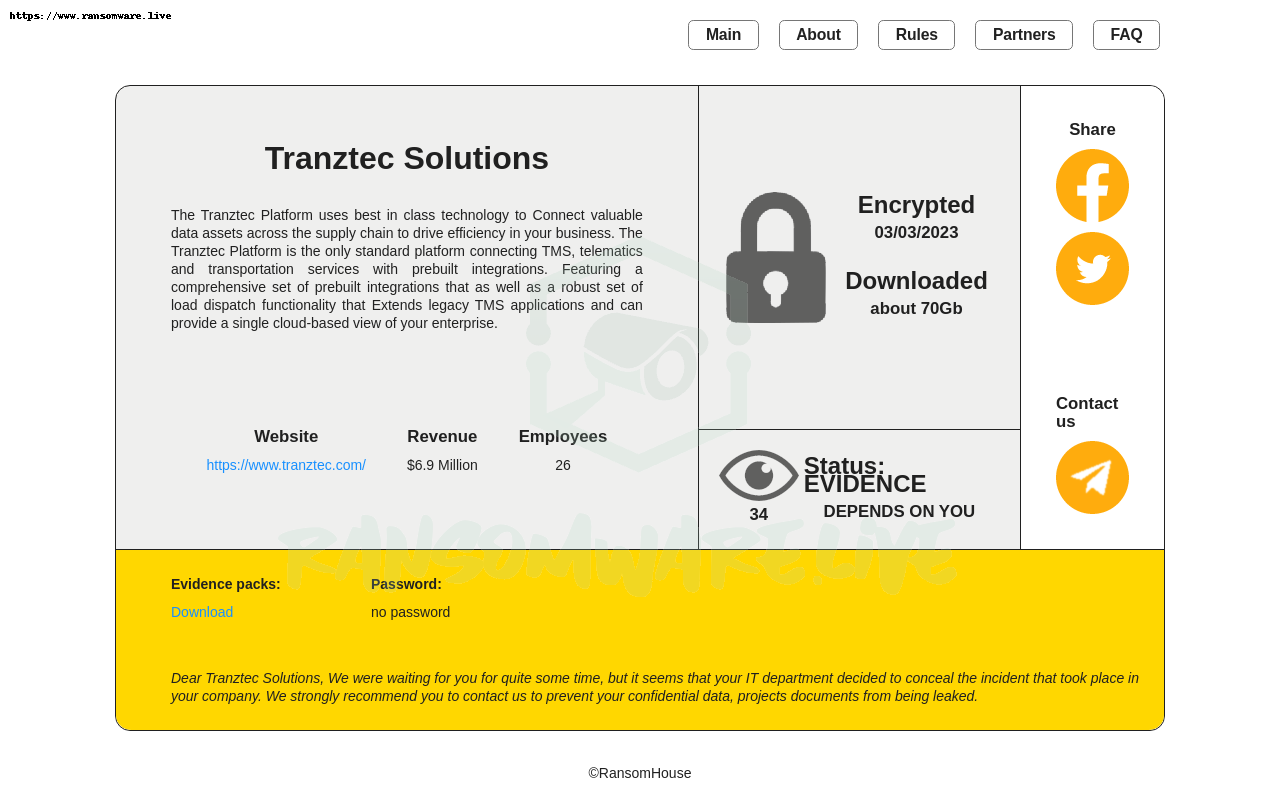 https://www.ransomware.live
Main
About
Rules
Partners
FAQ
Tranztec Solutions
The Tranztec Platform uses best in class technology to Connect valuable
data assets across the supply chain to drive efficiency in your business. The
Tranztec Platform is the only standard platform connecting TMS, telematics
and transportation services with prebuilt integrations. Featuring a
comprehensive set of prebuilt integrations that as well as a robust set of
load dispatch functionality that Extends legacy TMS applications and can
provide a single cloud-based view of your enterprise.
Website
https://www.tranztec.com/
Revenue
$6.9 Million
Employees
26
Encrypted
03/03/2023
Downloaded
about 70Gb
34
Status:
EVIDENCE
DEPENDS ON YOU
Share
Contact
us
RANSOMWARE.LIVE
Evidence packs:
Download
Password:
no password
Dear Tranztec Solutions, We were waiting for you for quite some time, but it seems that your IT department decided to conceal the incident that took place in
your company. We strongly recommend you to contact us to prevent your confidential data, projects documents from being leaked.
©RansomHouse